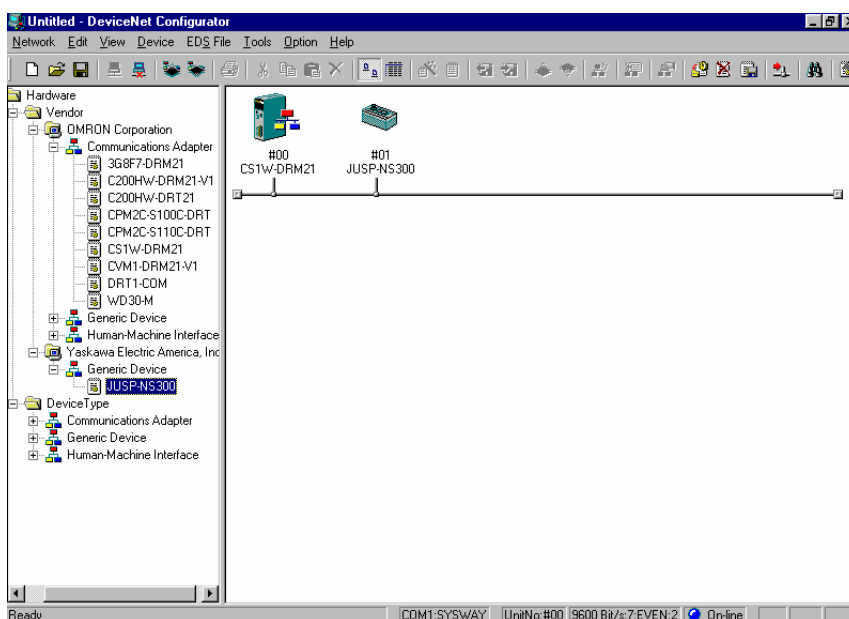 Untitled - DeviceNet Configurator
Network Edit View Device EDS File Tools Option Help
Hardware
Vendor
OMRON Corporation
Communications Adapter
3G8F7-DRM21
C200HW-DRM21-V1
C200HW-DRT21
CPM2C-S100C-DRT
CPM2C-S110C-DRT
CS1W-DRM21
CVM1-DRM21-V1
DRT1-COM
WD30-M
Generic Device
Human-Machine Interface
Yaskawa Electric America, Inc
Generic Device
JUSP-NS300
DeviceType
Communications Adapter
Generic Device
Human-Machine Interface
#00 #01
CS1W-DRM21 JUSP-NS300
Ready COM1:SYSWAY UnitNo:#00 9600 Bit/s:7:EVEN:2 On-line